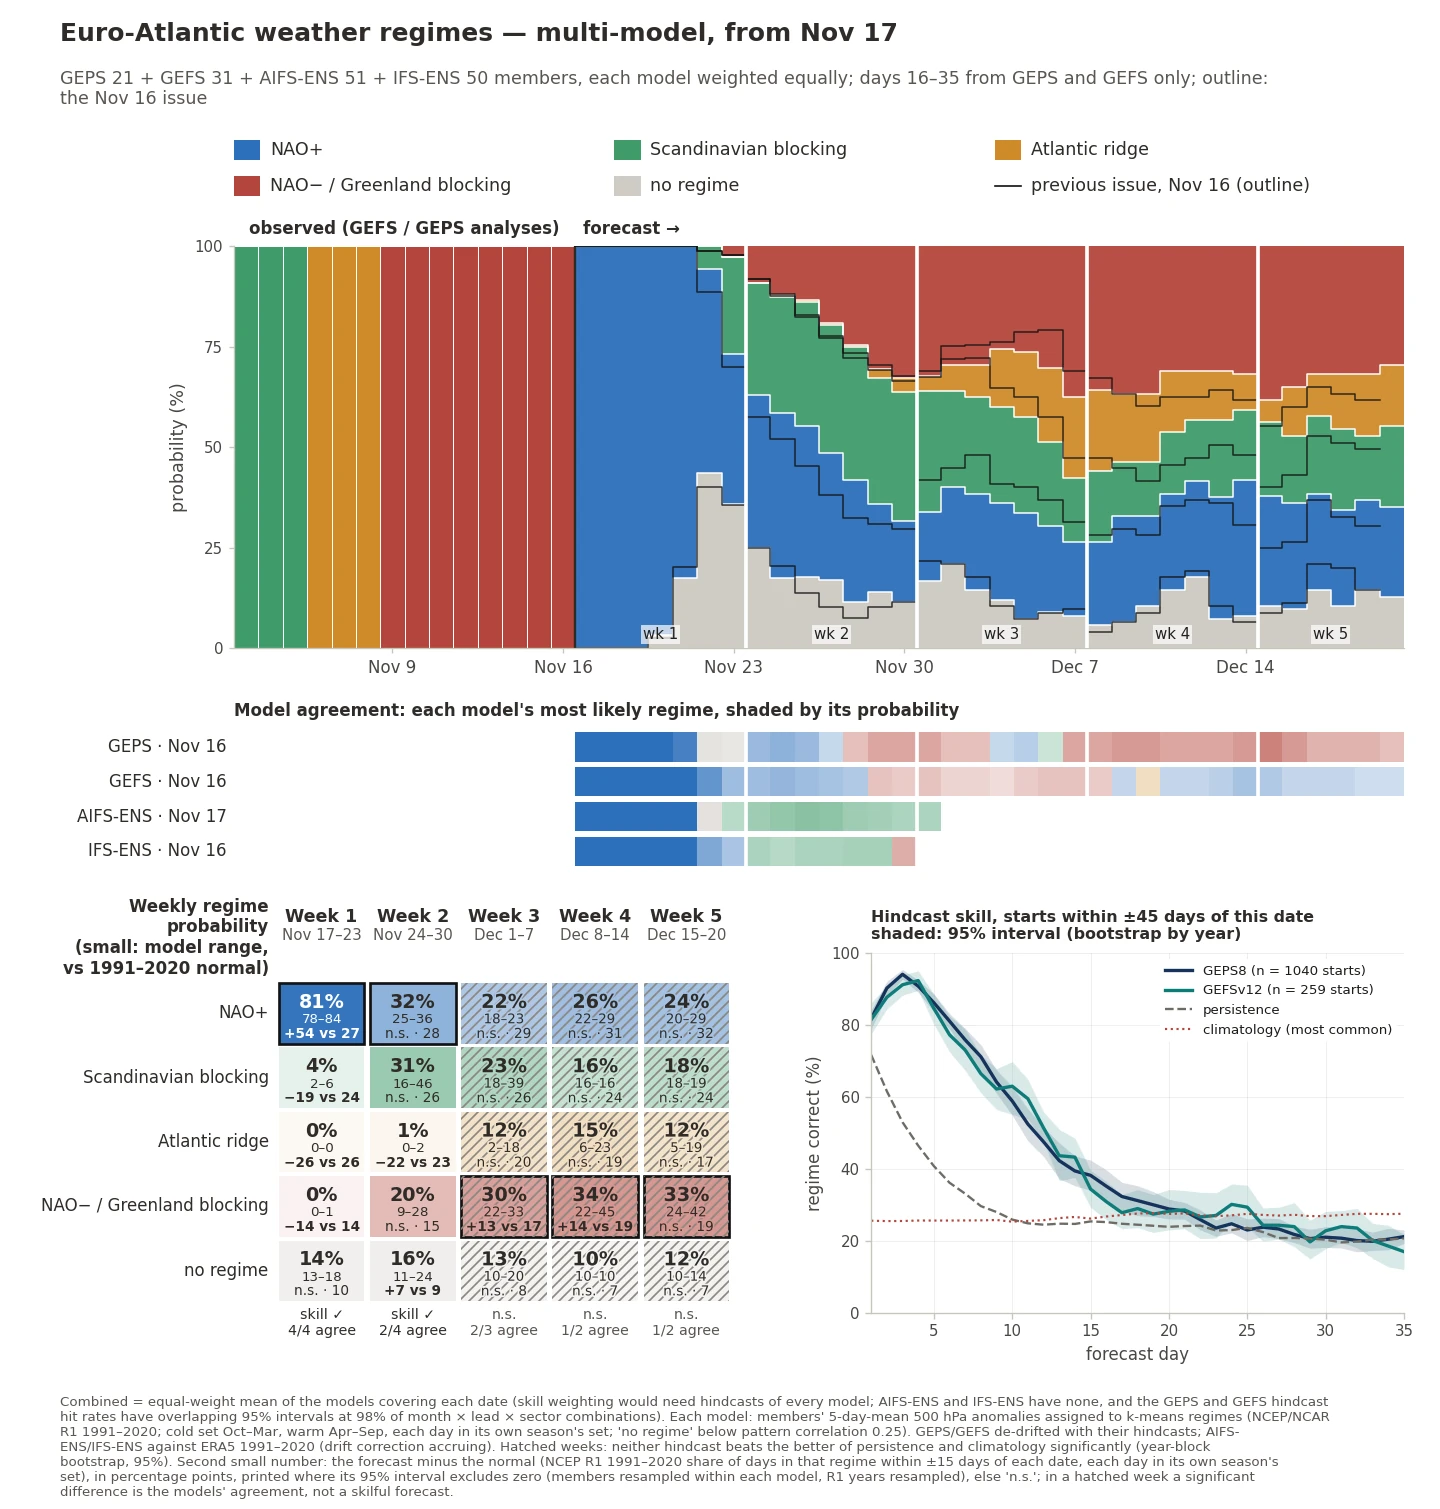 Euro-Atlantic weather regimes — multi-model, from Nov 17
GEPS 21 + GEFS 31 + AIFS-ENS 51 + IFS-ENS 50 members, each model weighted equally; days 16–35 from GEPS and GEFS only; outline:
the Nov 16 issue
NAO+
Scandinavian blocking
Atlantic ridge
NAO− / Greenland blocking
no regime
previous issue, Nov 16 (outline)
observed (GEFS / GEPS analyses)
forecast →
100
75
50
25
0
probability (%)
wk 1
wk 2
wk 3
wk 4
wk 5
Nov 9
Nov 16
Nov 23
Nov 30
Dec 7
Dec 14
Model agreement: each model's most likely regime, shaded by its probability
GEPS · Nov 16
GEFS · Nov 16
AIFS-ENS · Nov 17
IFS-ENS · Nov 16
Weekly regime
probability
(small: model range,
vs 1991–2020 normal)
Week 1 Week 2 Week 3 Week 4 Week 5
Nov 17–23 Nov 24–30 Dec 1–7 Dec 8–14 Dec 15–20
NAO+
81% 32% 22% 26% 24%
78–84 25–36 18–23 22–29 20–29
+54 vs 27 n.s. · 28 n.s. · 29 n.s. · 31 n.s. · 32
Scandinavian blocking
4% 31% 23% 16% 18%
2–6 16–46 18–39 16–16 18–19
−19 vs 24 n.s. · 26 n.s. · 26 n.s. · 24 n.s. · 24
Atlantic ridge
0% 1% 12% 15% 12%
0–0 0–2 2–18 6–23 5–19
−26 vs 26 −22 vs 23 n.s. · 20 n.s. · 19 n.s. · 17
NAO− / Greenland blocking
0% 20% 30% 34% 33%
0–1 9–28 22–33 22–45 24–42
−14 vs 14 n.s. · 15 +13 vs 17 +14 vs 19 n.s. · 19
no regime
14% 16% 13% 10% 12%
13–18 11–24 10–20 10–10 10–14
n.s. · 10 +7 vs 9 n.s. · 8 n.s. · 7 n.s. · 7
skill ✓ skill ✓ n.s. n.s. n.s.
4/4 agree 2/4 agree 2/3 agree 1/2 agree 1/2 agree
Hindcast skill, starts within ±45 days of this date
shaded: 95% interval (bootstrap by year)
GEPS8 (n = 1040 starts)
GEFSv12 (n = 259 starts)
persistence
climatology (most common)
100
80
60
40
20
0
regime correct (%)
5 10 15 20 25 30 35
forecast day
Combined = equal-weight mean of the models covering each date (skill weighting would need hindcasts of every model; AIFS-ENS and IFS-ENS have none, and the GEPS and GEFS hindcast
hit rates have overlapping 95% intervals at 98% of month × lead × sector combinations). Each model: members' 5-day-mean 500 hPa anomalies assigned to k-means regimes (NCEP/NCAR
R1 1991–2020; cold set Oct–Mar, warm Apr–Sep, each day in its own season's set; 'no regime' below pattern correlation 0.25). GEPS/GEFS de-drifted with their hindcasts; AIFS-
ENS/IFS-ENS against ERA5 1991–2020 (drift correction accruing). Hatched weeks: neither hindcast beats the better of persistence and climatology significantly (year-block
bootstrap, 95%). Second small number: the forecast minus the normal (NCEP R1 1991–2020 share of days in that regime within ±15 days of each date, each day in its own season's
set), in percentage points, printed where its 95% interval excludes zero (members resampled within each model, R1 years resampled), else 'n.s.'; in a hatched week a significant
difference is the models' agreement, not a skilful forecast.